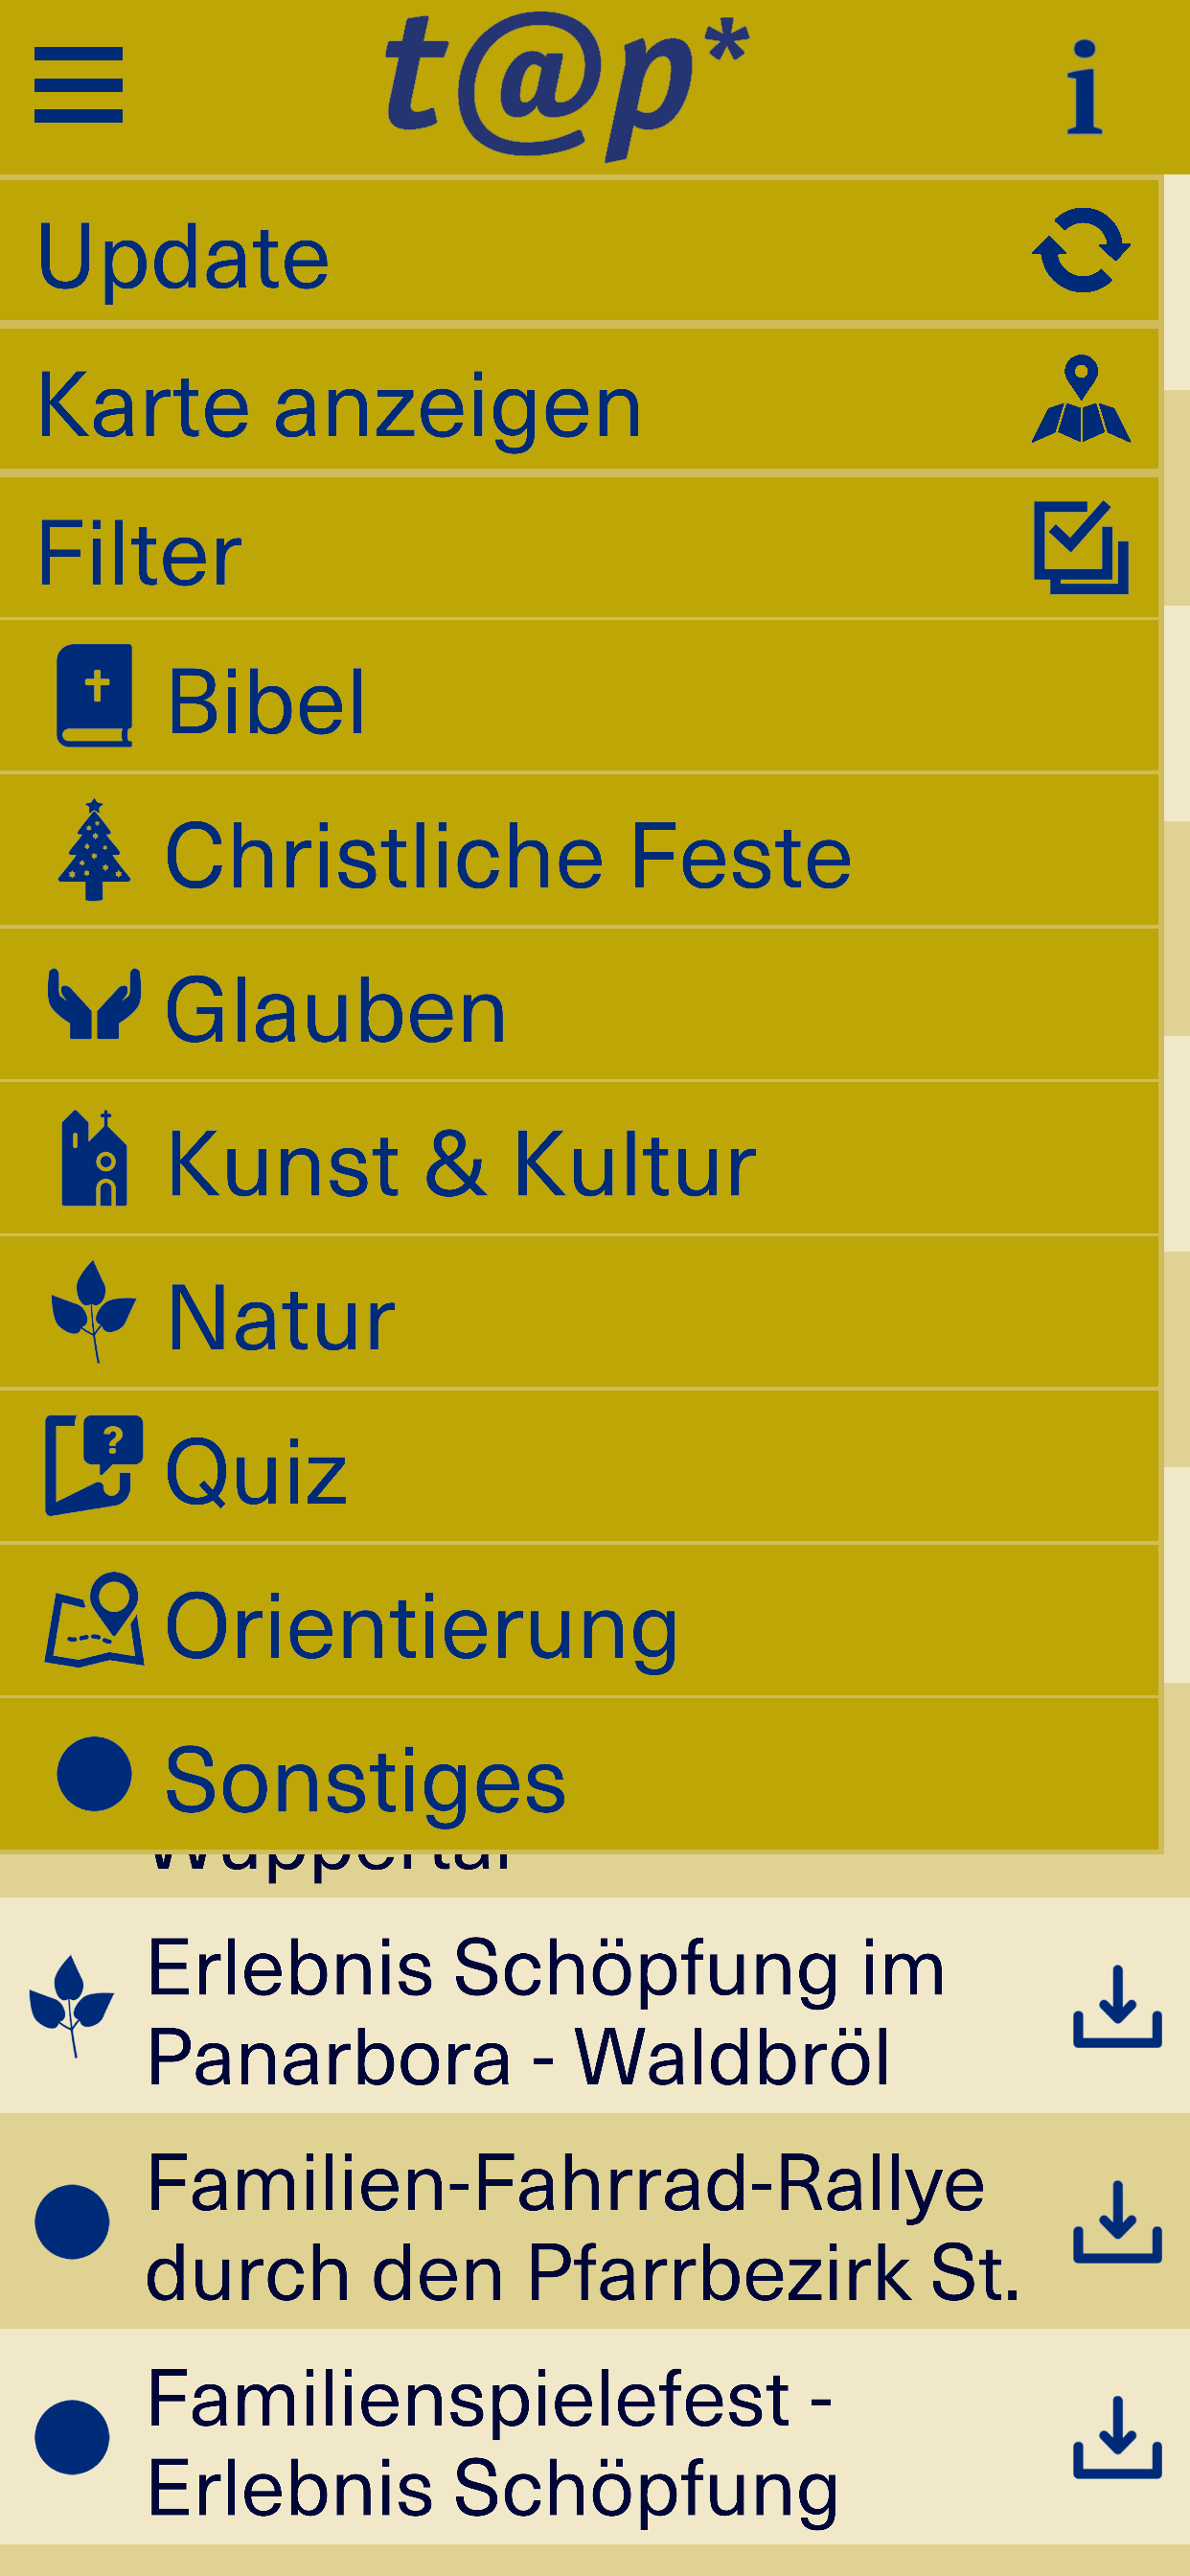 t@p*
i
Update
Karte anzeigen
Filter
Bibel
Christliche Feste
Glauben
Kunst & Kultur
Natur
?
Quiz
Orientierung
Sonstiges
Wuppertal
Erlebnis Schöpfung im
Panarbora - Waldbröl
Familien-Fahrrad-Rallye
durch den Pfarrbezirk St.
Familienspielefest -
Erlebnis Schöpfung